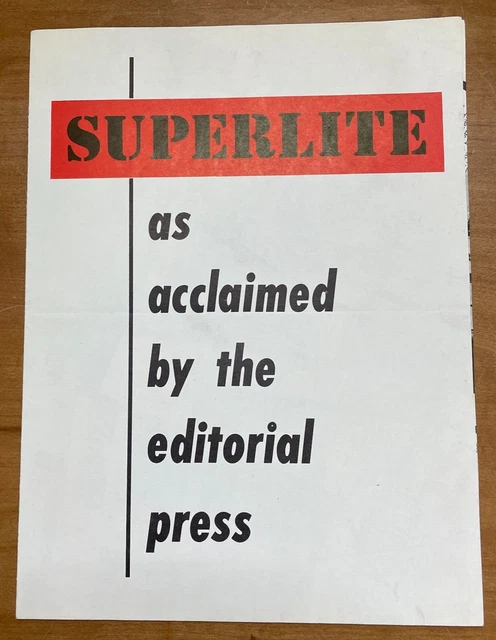 SUPERLITE
as
acclaimed
by the
editorial
press